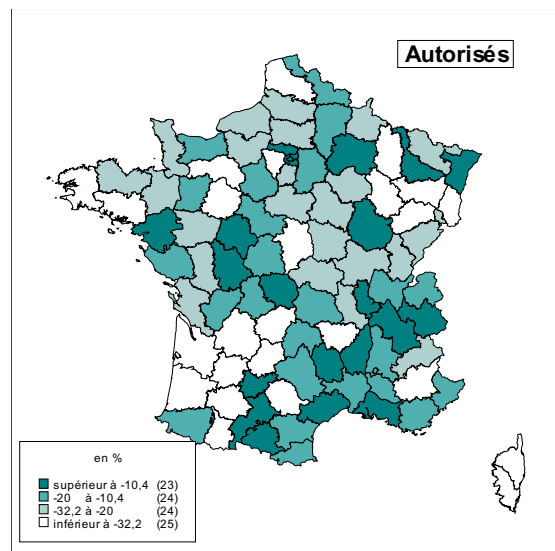 Autorisés
en %
supérieur à -10,4 (23)
-20 à -10,4 (24)
-32,2 à -20 (24)
inférieur à -32,2 (25)